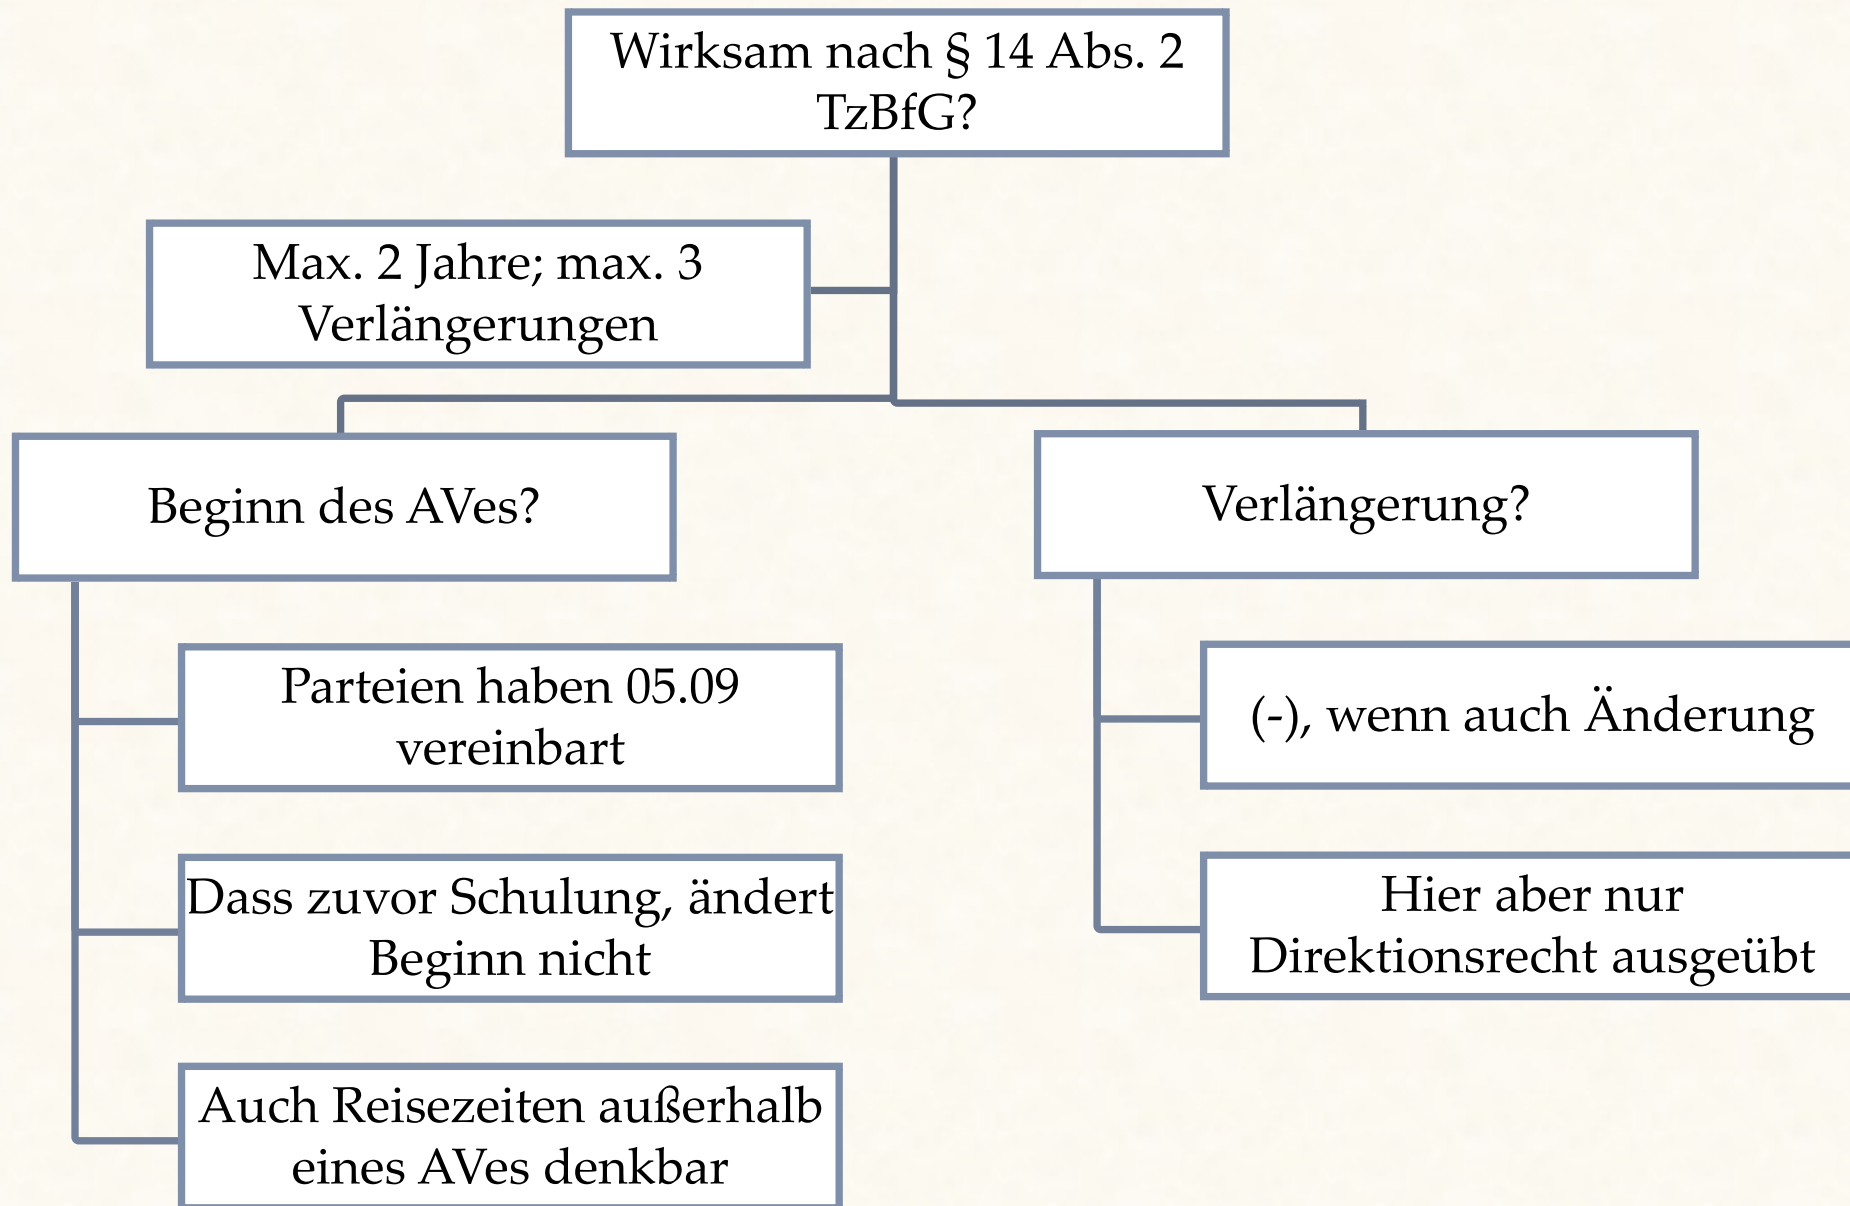 Wirksam nach § 14 Abs. 2
TzBfG?
Max. 2 Jahre; max. 3
Verlängerungen
Beginn des AVes?
Parteien haben 05.09
vereinbart
Dass zuvor Schulung, ändert
Beginn nicht
Auch Reisezeiten außerhalb
eines AVes denkbar
Verlängerung?
(-), wenn auch Änderung
Hier aber nur
Direktionsrecht ausgeübt